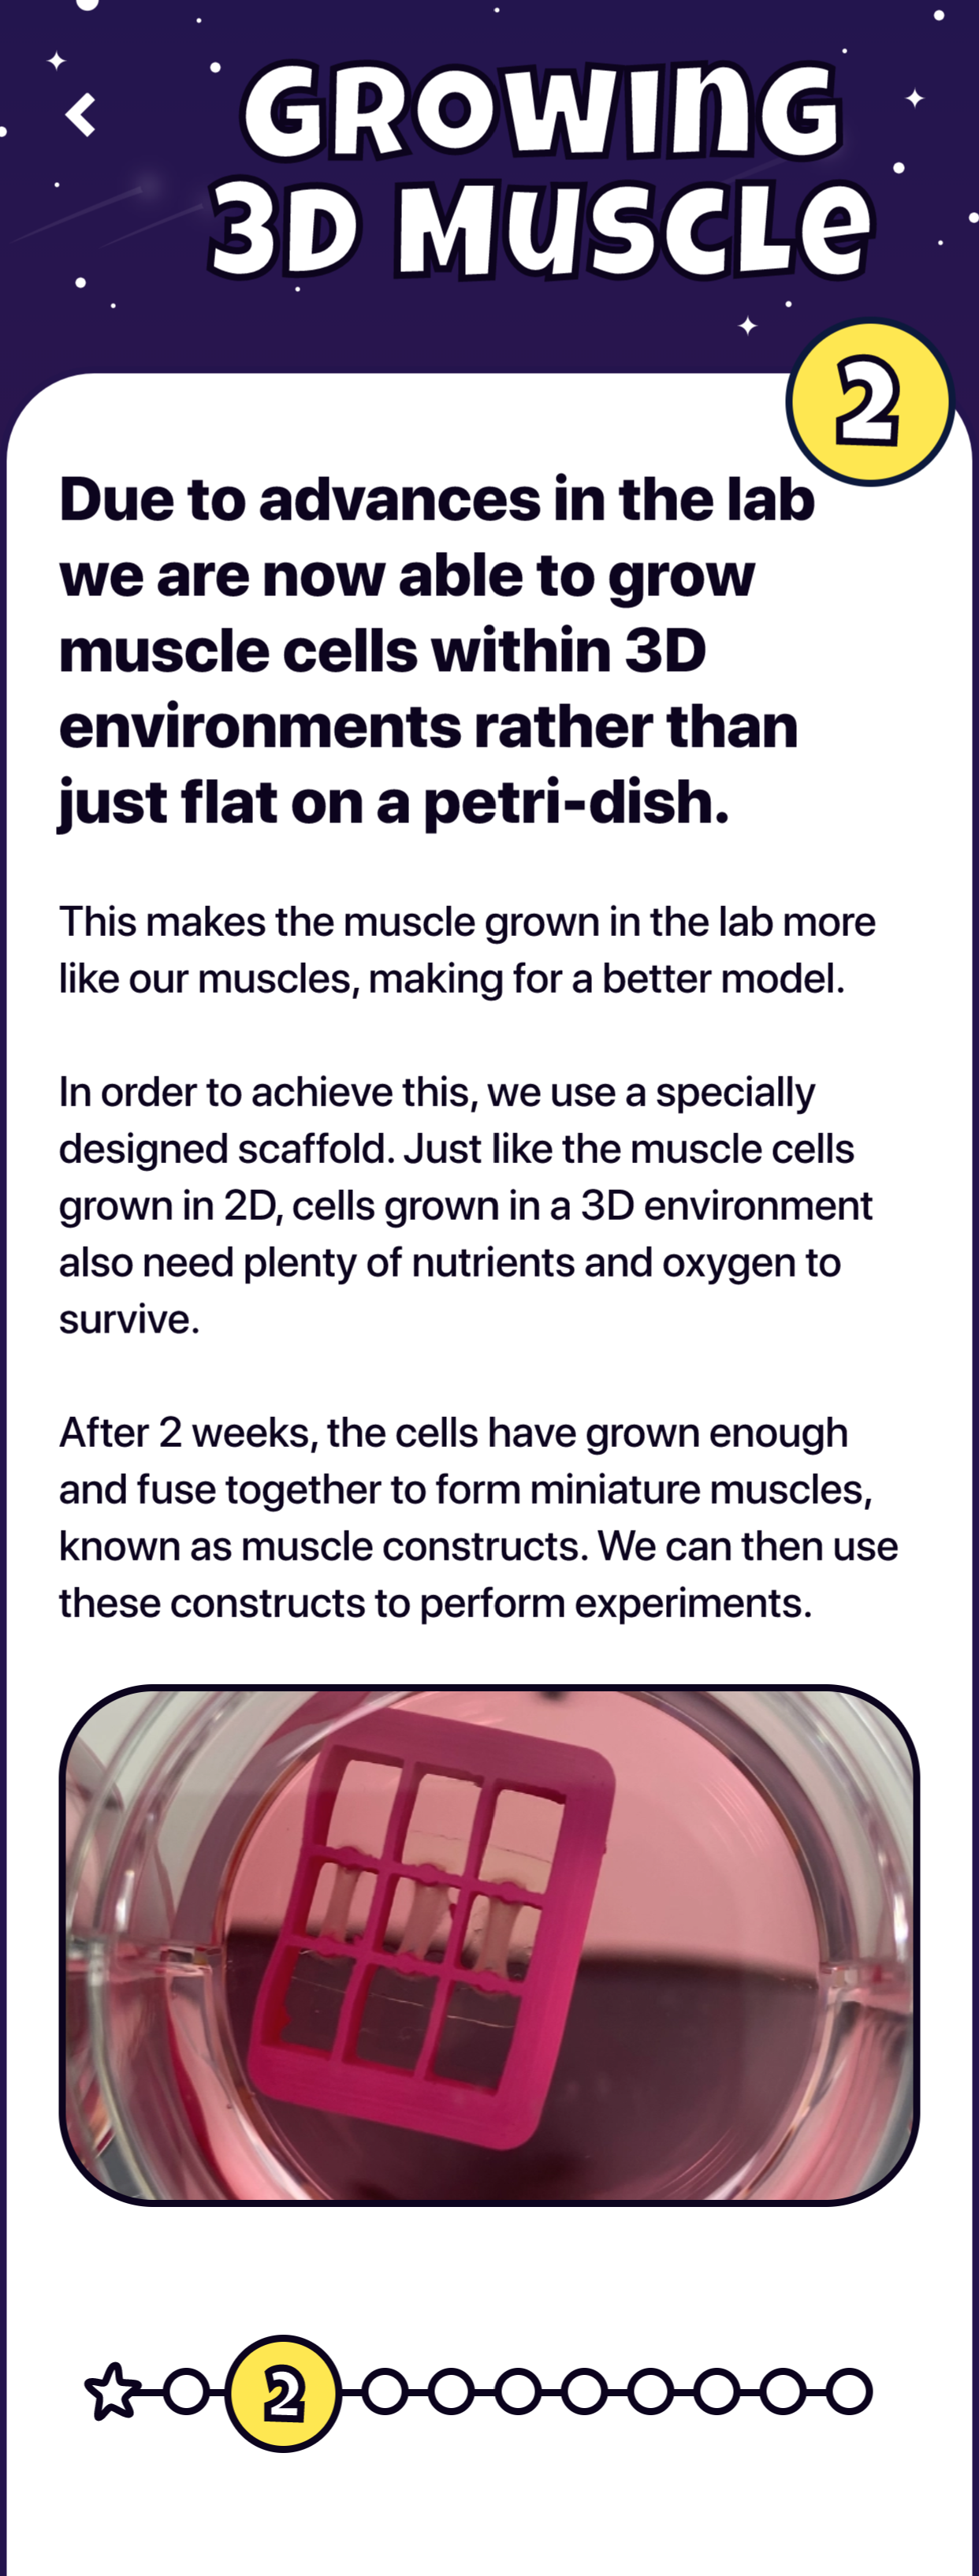 GROWING
3D MUSCLE
2
Due to advances in the lab
we are now able to grow
muscle cells within 3D
environments rather than
just flat on a petri-dish.
This makes the muscle grown in the lab more
like our muscles, making for a better model.
In order to achieve this, we use a specially
designed scaffold. Just like the muscle cells
grown in 2D, cells grown in a 3D environment
also need plenty of nutrients and oxygen to
survive.
After 2 weeks, the cells have grown enough
and fuse together to form miniature muscles,
known as muscle constructs. We can then use
these constructs to perform experiments.
2